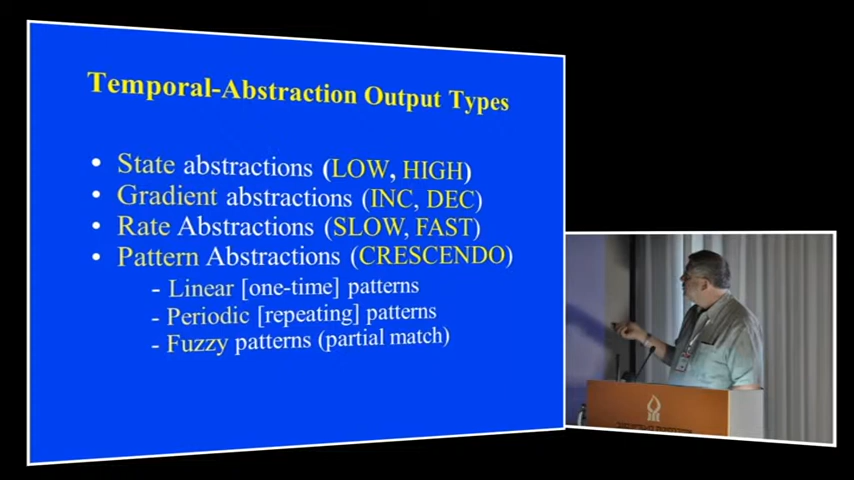 Temporal-Abstraction Output Types
• State abstractions (LOW, HIGH)
• Gradient abstractions (INC, DEC)
• Rate Abstractions (SLOW, FAST)
• Pattern Abstractions (CRESCENDO)
- Linear [one-time] patterns
- Periodic [repeating] patterns
- Fuzzy patterns (partial match)